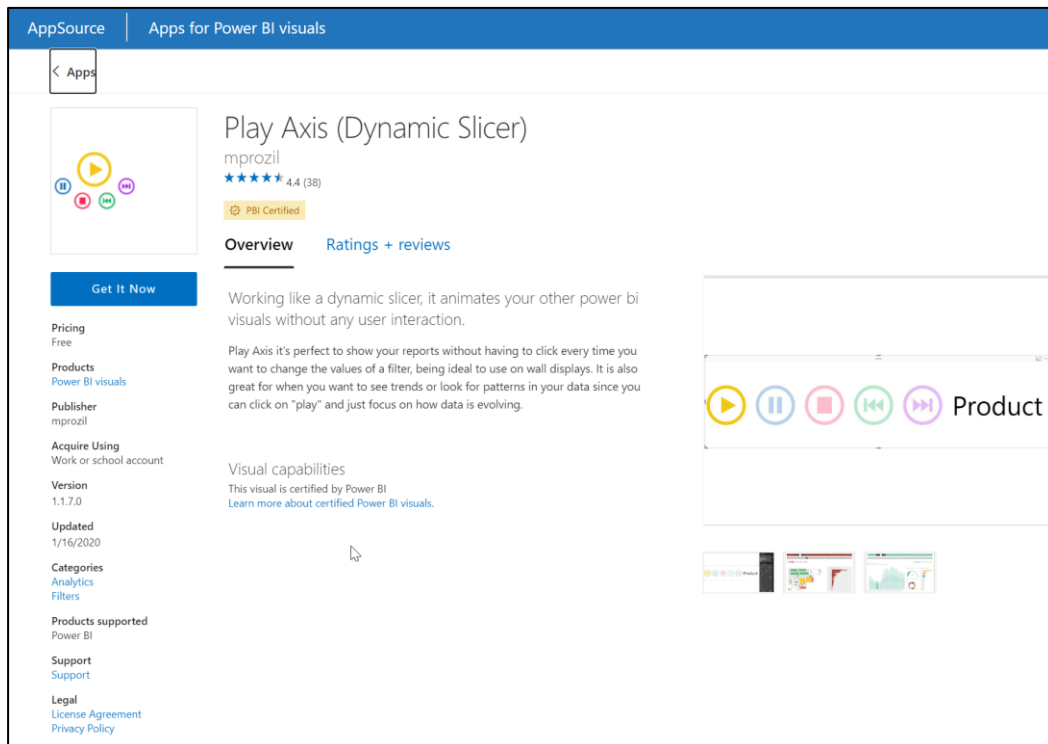 AppSource
Apps for Power BI visuals
Apps
Play Axis (Dynamic Slicer)
mprozil
4.4 (38)
PBI Certified
Overview
Ratings + reviews
Get It Now
Pricing
Free
Products
Power BI visuals
Publisher
mprozil
Acquire Using
Work or school account
Version
1.1.7.0
Updated
1/16/2020
Categories
Analytics
Filters
Products supported
Power BI
Support
Support
Legal
License Agreement
Privacy Policy
Working like a dynamic slicer, it animates your other power bi
visuals without any user interaction.
Play Axis it's perfect to show your reports without having to click every time you
want to change the values of a filter, being ideal to use on wall displays. It is also
great for when you want to see trends or look for patterns in your data since you
can click on "play" and just focus on how data is evolving.
Visual capabilities
This visual is certified by Power BI
Learn more about certified Power BI visuals.
Product
Product